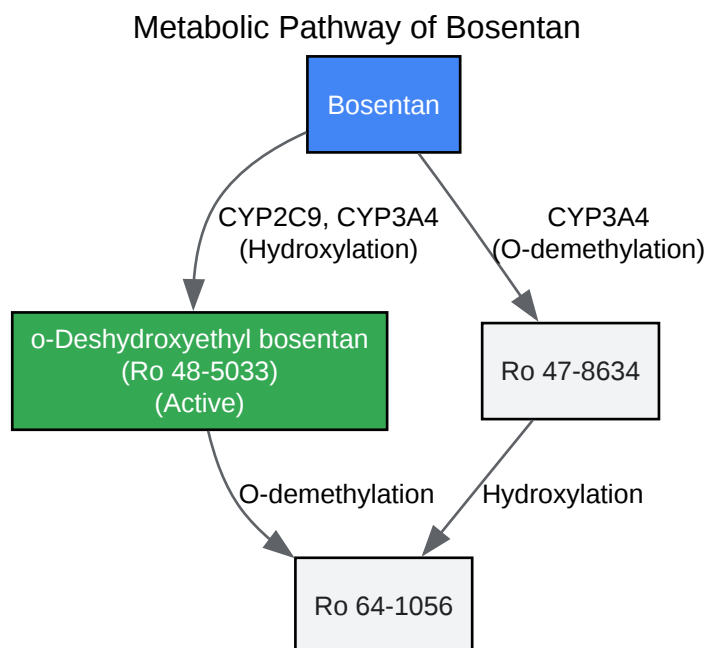 Metabolic Pathway of Bosentan
Bosentan
CYP2C9, CYP3A4
(Hydroxylation)
CYP3A4
(O-demethylation)
o-Deshydroxyethyl bosentan
(Ro 48-5033)
(Active)
Ro 47-8634
O-demethylation
Hydroxylation
Ro 64-1056